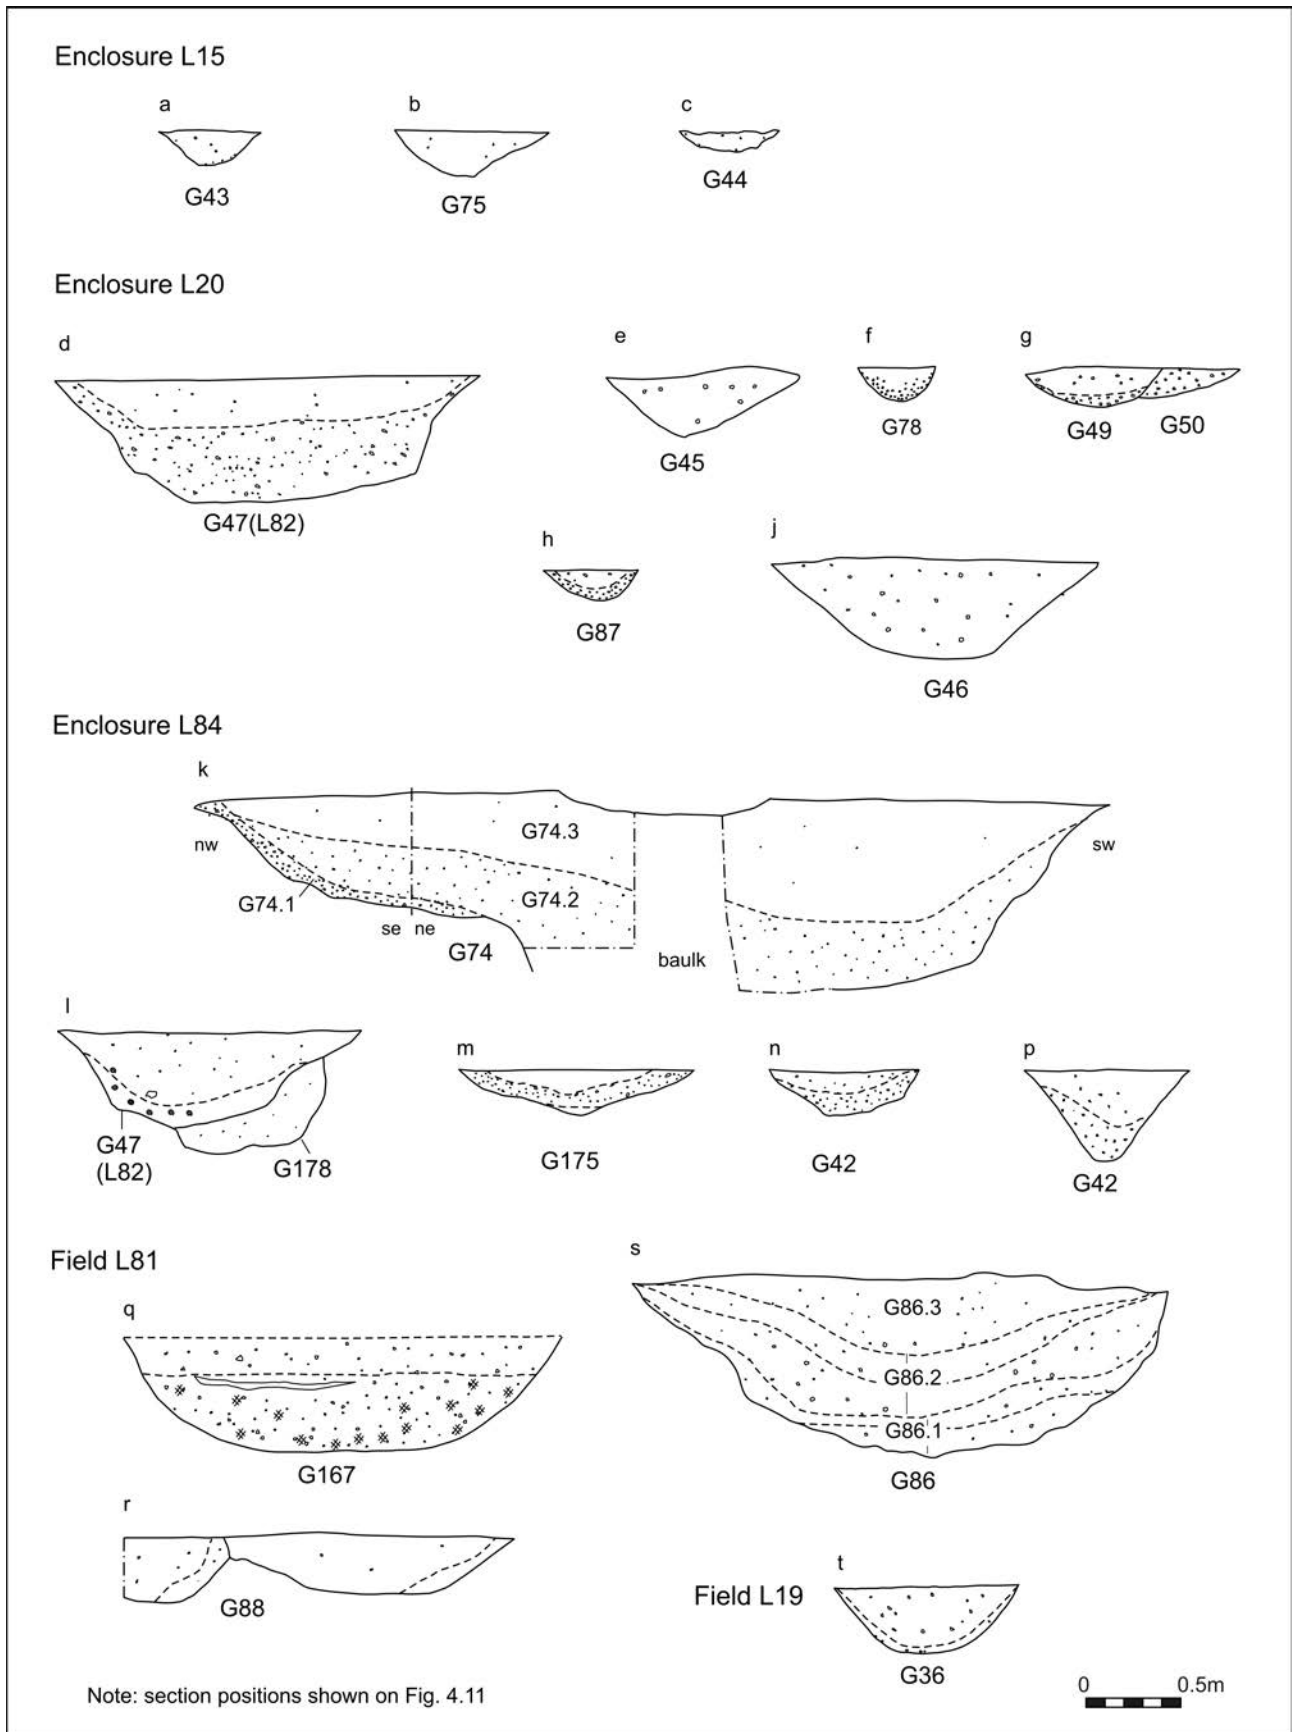 Enclosure L15
a b c
G43 G75 G44
Enclosure L20
d e f g
G47(L82) G45 G78 G49 G50
h j
G87 G46
Enclosure L84
k
nw G74.3 sw
G74.1 G74.2
se ne G74 baulk
l m n p
G47
(L82) G178 G175 G42 G42
Field L81
q
G167
r
G88
s
G86.3
G86.2
G86.1
G86
Field L19
t
G36
Note: section positions shown on Fig. 4.11
0 0.5m